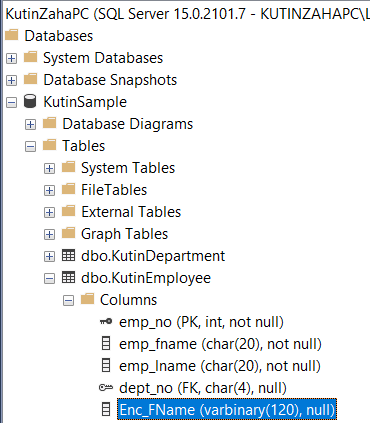 KutinZahaPC (SQL Server 15.0.2101.7 - KUTINZAHAPC\
Databases
System Databases
Database Snapshots
KutinSample
Database Diagrams
Tables
System Tables
FileTables
External Tables
Graph Tables
dbo.KutinDepartment
dbo.KutinEmployee
Columns
emp_no (PK, int, not null)
emp_fname (char(20), not null)
emp_lname (char(20), not null)
dept_no (FK, char(4), null)
Enc_FName (varbinary(120), null)